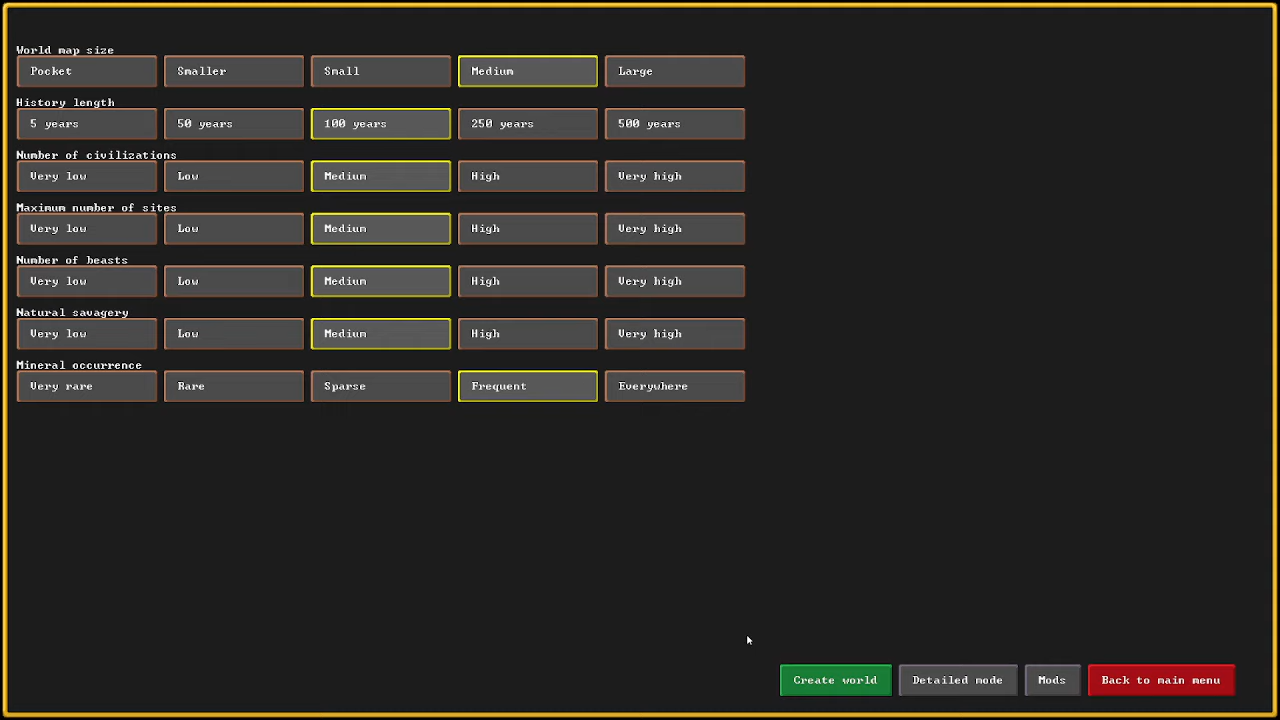 World map size
Pocket Smaller Small Medium Large
History length
5 years 50 years 100 years 250 years 500 years
Number of civilizations
Very low Low Medium High Very high
Maximum number of sites
Very low Low Medium High Very high
Number of beasts
Very low Low Medium High Very high
Natural savagery
Very low Low Medium High Very high
Mineral occurrence
Very rare Rare Sparse Frequent Everywhere
Create world Detailed mode Mods Back to main menu